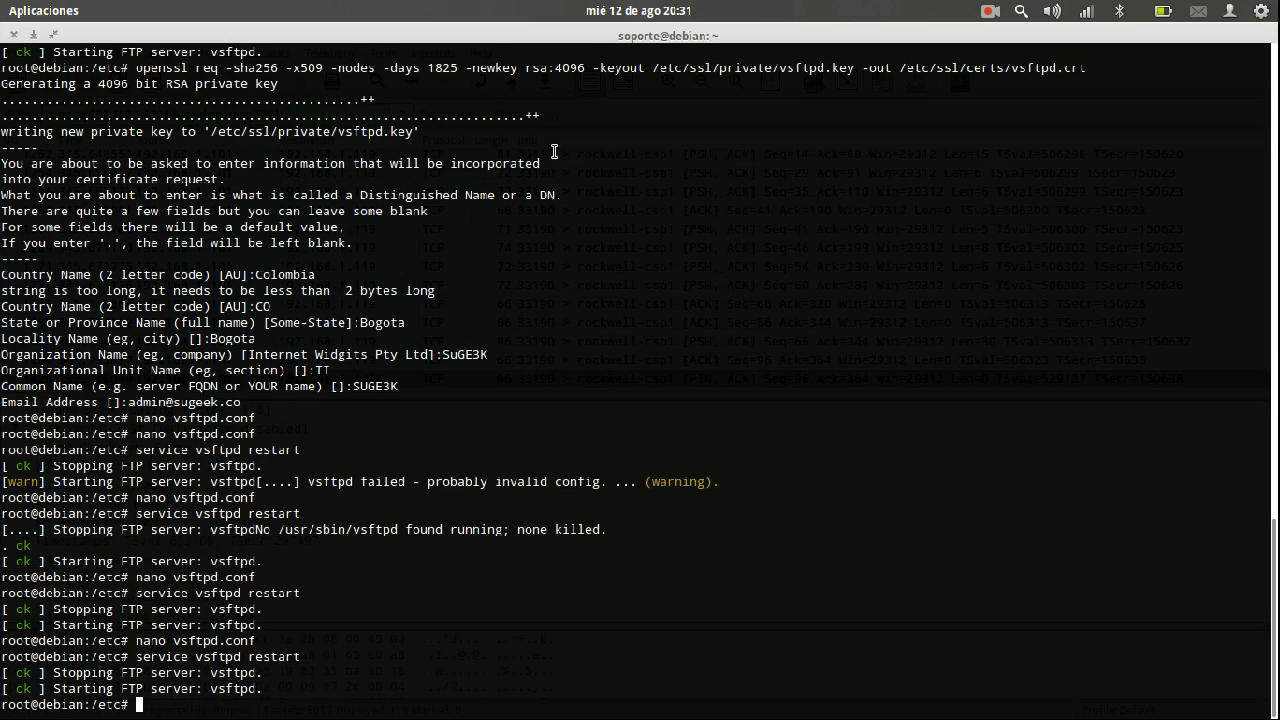 Aplicaciones
mié 12 de ago 20:31
soporte@debian: ~
[ ok ] Starting FTP server: vsftpd.
root@debian:/etc# openssl req -sha256 -x509 -nodes -days 1825 -newkey rsa:4096 -keyout /etc/ssl/private/vsftpd.key -out /etc/ssl/certs/vsftpd.crt
Generating a 4096 bit RSA private key
...............................................++
.....................................................................++
writing new private key to '/etc/ssl/private/vsftpd.key'
-----
You are about to be asked to enter information that will be incorporated
into your certificate request.
What you are about to enter is what is called a Distinguished Name or a DN.
There are quite a few fields but you can leave some blank
For some fields there will be a default value,
If you enter '.', the field will be left blank.
-----
Country Name (2 letter code) [AU]:Colombia
string is too long, it needs to be less than  2 bytes long
Country Name (2 letter code) [AU]:CO
State or Province Name (full name) [Some-State]:Bogota
Locality Name (eg, city) []:Bogota
Organization Name (eg, company) [Internet Widgits Pty Ltd]:SuGE3K
Organizational Unit Name (eg, section) []:TI
Common Name (e.g. server FQDN or YOUR name) []:SUGE3K
Email Address []:admin@sugeek.co
root@debian:/etc# nano vsftpd.conf
root@debian:/etc# nano vsftpd.conf
root@debian:/etc# service vsftpd restart
[ ok ] Stopping FTP server: vsftpd.
[warn] Starting FTP server: vsftpd[....] vsftpd failed - probably invalid config. ... (warning).
root@debian:/etc# nano vsftpd.conf
root@debian:/etc# service vsftpd restart
[....] Stopping FTP server: vsftpdNo /usr/sbin/vsftpd found running; none killed.
. ok
[ ok ] Starting FTP server: vsftpd.
root@debian:/etc# nano vsftpd.conf
root@debian:/etc# service vsftpd restart
[ ok ] Stopping FTP server: vsftpd.
[ ok ] Starting FTP server: vsftpd.
root@debian:/etc# nano vsftpd.conf
root@debian:/etc# service vsftpd restart
[ ok ] Stopping FTP server: vsftpd.
[ ok ] Starting FTP server: vsftpd.
root@debian:/etc#